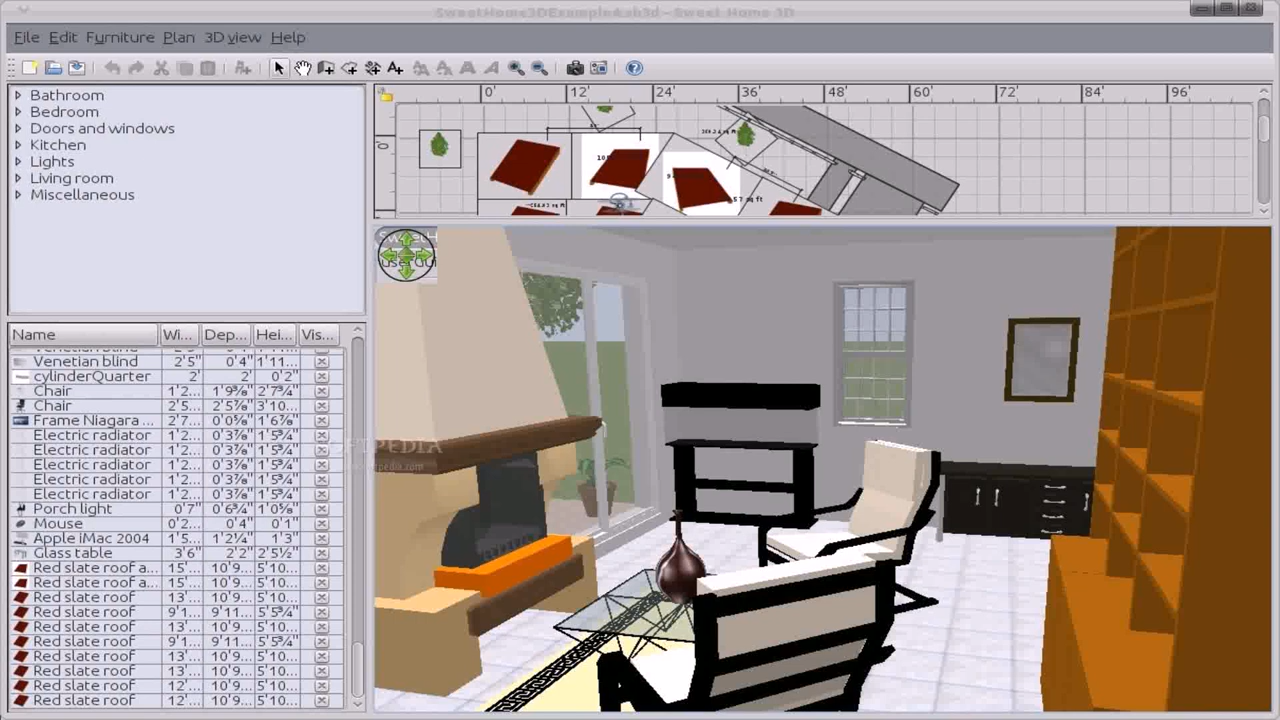 SweetHome3DExample4.sh3d - Sweet Home 3D
File Edit Furniture Plan 3D view Help
Bathroom
Bedroom
Doors and windows
Kitchen
Lights
Living room
Miscellaneous
0' 12' 24' 36' 48' 60' 72' 84' 96'
0'
Name Wi... Dep... Hei... Vis...
Venetian blind 2'5" 0'4" 1'11...
cylinderQuarter 2' 2' 0'2"
Chair 1'2... 1'9⅝" 2'7¾"
Chair 2'5... 2'5⅞" 3'10...
Frame Niagara ... 2'7... 0'0⅝" 1'6⅞"
Electric radiator 1'2... 0'3⅞" 1'5¾"
Electric radiator 1'2... 0'3⅞" 1'5¾"
Electric radiator 1'2... 0'3⅞" 1'5¾"
Electric radiator 1'2... 0'3⅞" 1'5¾"
Electric radiator 1'2... 0'3⅞" 1'5¾"
Porch light 0'7" 0'6¾" 1'0⅝"
Mouse 0'2... 0'4" 0'1"
Apple iMac 2004 1'5... 1'2¼" 1'3"
Glass table 3'6" 2'2" 2'5½"
Red slate roof a... 15'... 10'9... 5'10...
Red slate roof a... 15'... 10'9... 5'10...
Red slate roof 13'... 10'9... 5'10...
Red slate roof 9'1... 9'11... 5'5¾"
Red slate roof 13'... 10'9... 5'10...
Red slate roof 9'1... 9'11... 5'5¾"
Red slate roof 13'... 10'9... 5'10...
Red slate roof 13'... 10'9... 5'10...
Red slate roof 12'... 10'9... 5'10...
Red slate roof 12'... 10'9... 5'10...